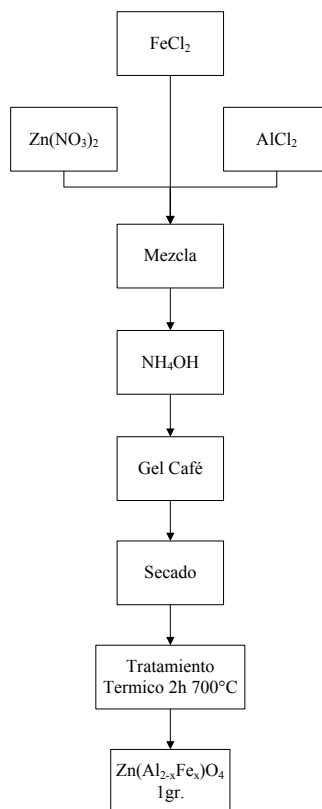 FeCl₂
Zn(NO₃)₂
AlCl₂
Mezcla
NH₄OH
Gel Café
Secado
Tratamiento
Termico 2h 700°C
Zn(Al₂₋ₓFeₓ)O₄
1gr.